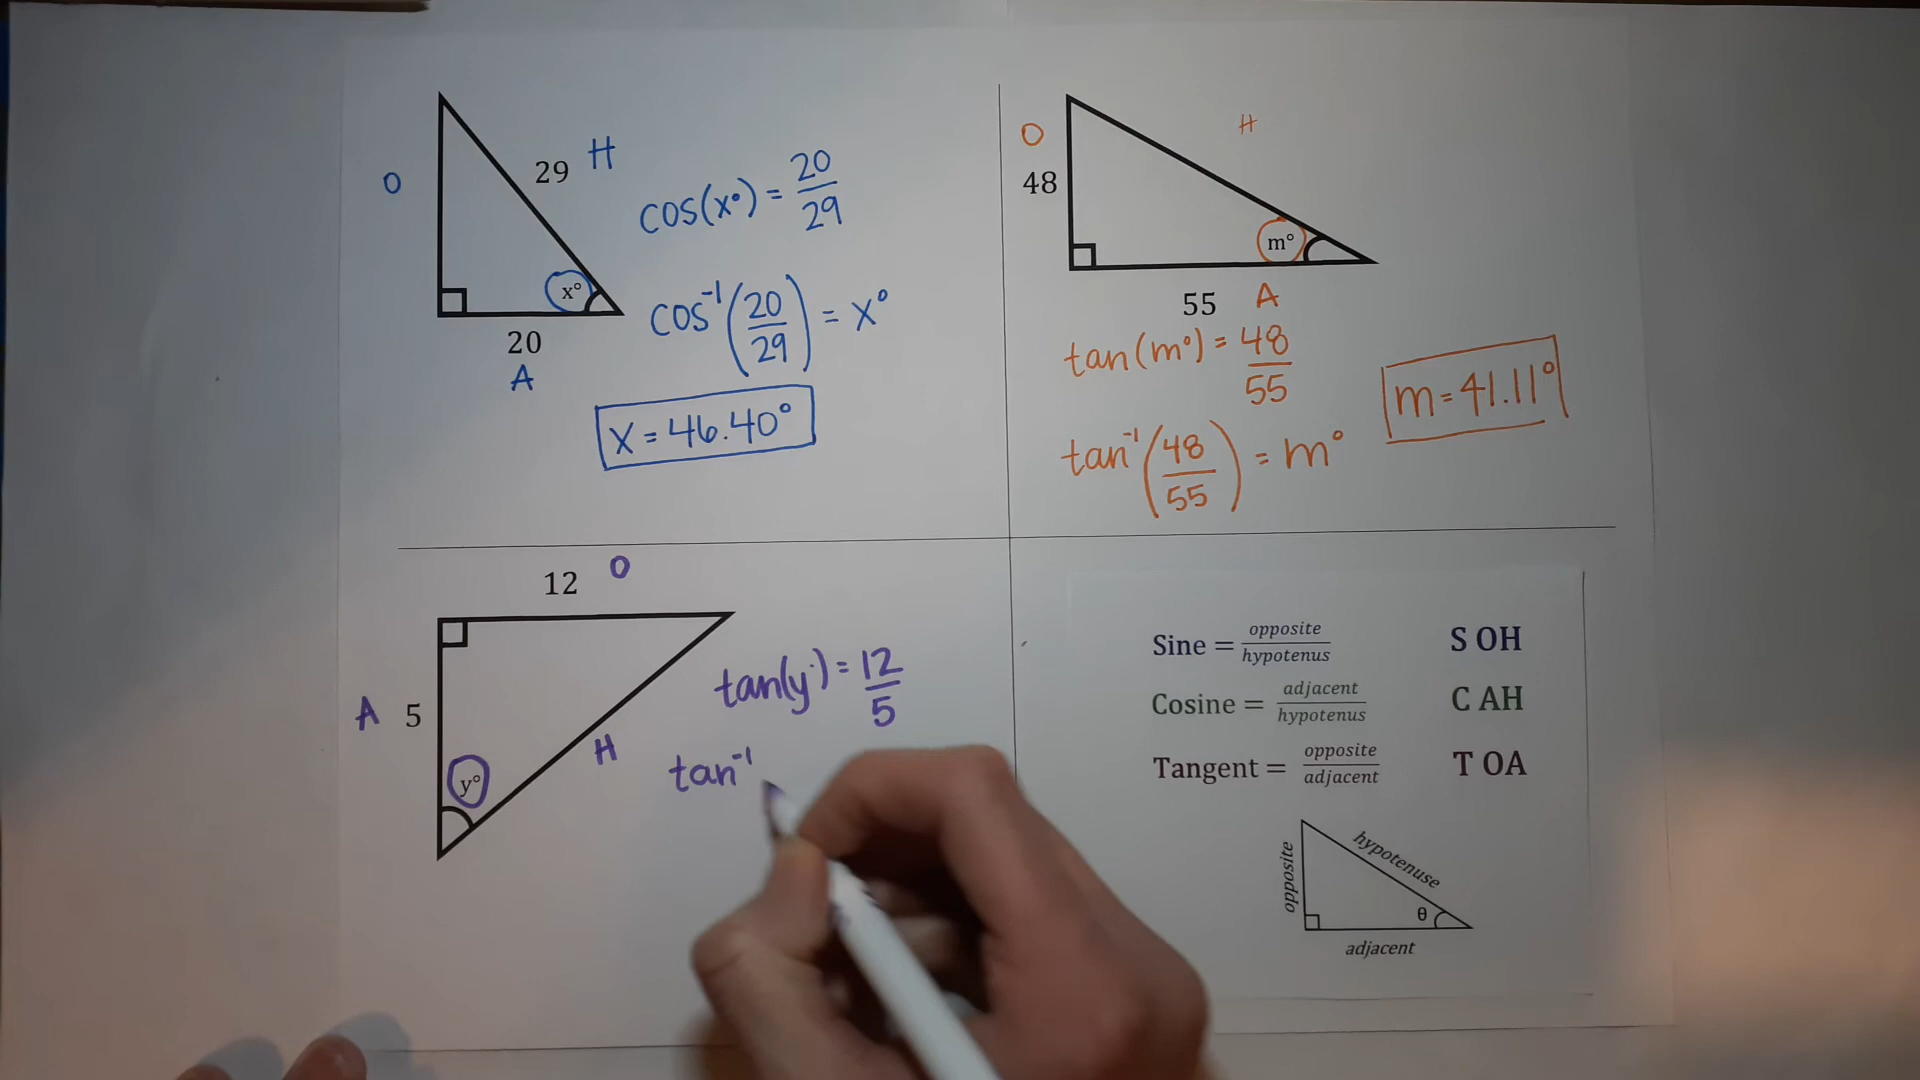 O
29 H
cos(x°) = 20/29
x°
20
A
cos⁻¹(20/29) = x°
x = 46.40°
O
H
48
m°
55 A
tan(m°) = 48/55
m = 41.11°
tan⁻¹(48/55) = m°
12 O
A 5
H
y°
tan(y°) = 12/5
tan⁻¹
Sine = opposite/hypotenus S OH
Cosine = adjacent/hypotenus C AH
Tangent = opposite/adjacent T OA
opposite
hypotenuse
θ
adjacent